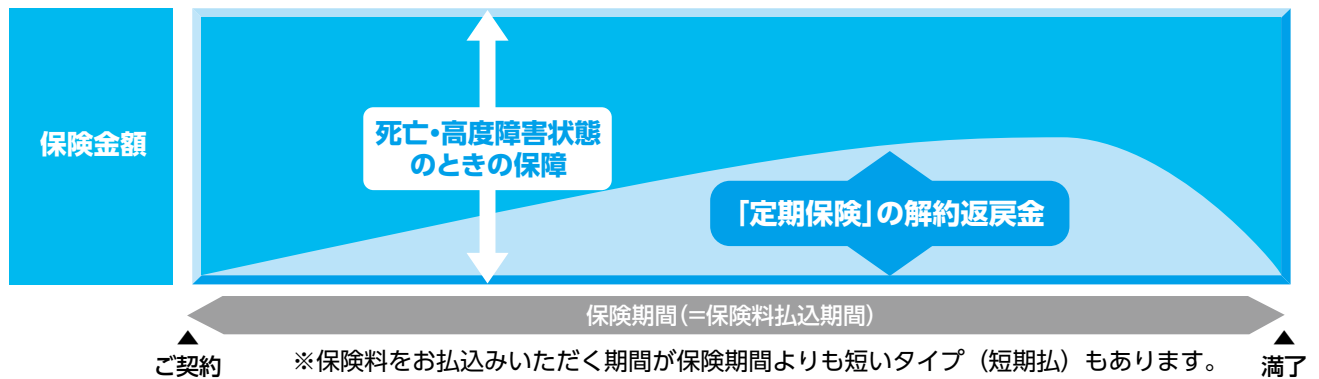 保険金額
死亡・高度障害状態
のときの保障
「定期保険」の解約返戻金
保険期間(=保険料払込期間)
▲
ご契約
※保険料をお払込みいただく期間が保険期間よりも短いタイプ(短期払)もあります。
▲
満了